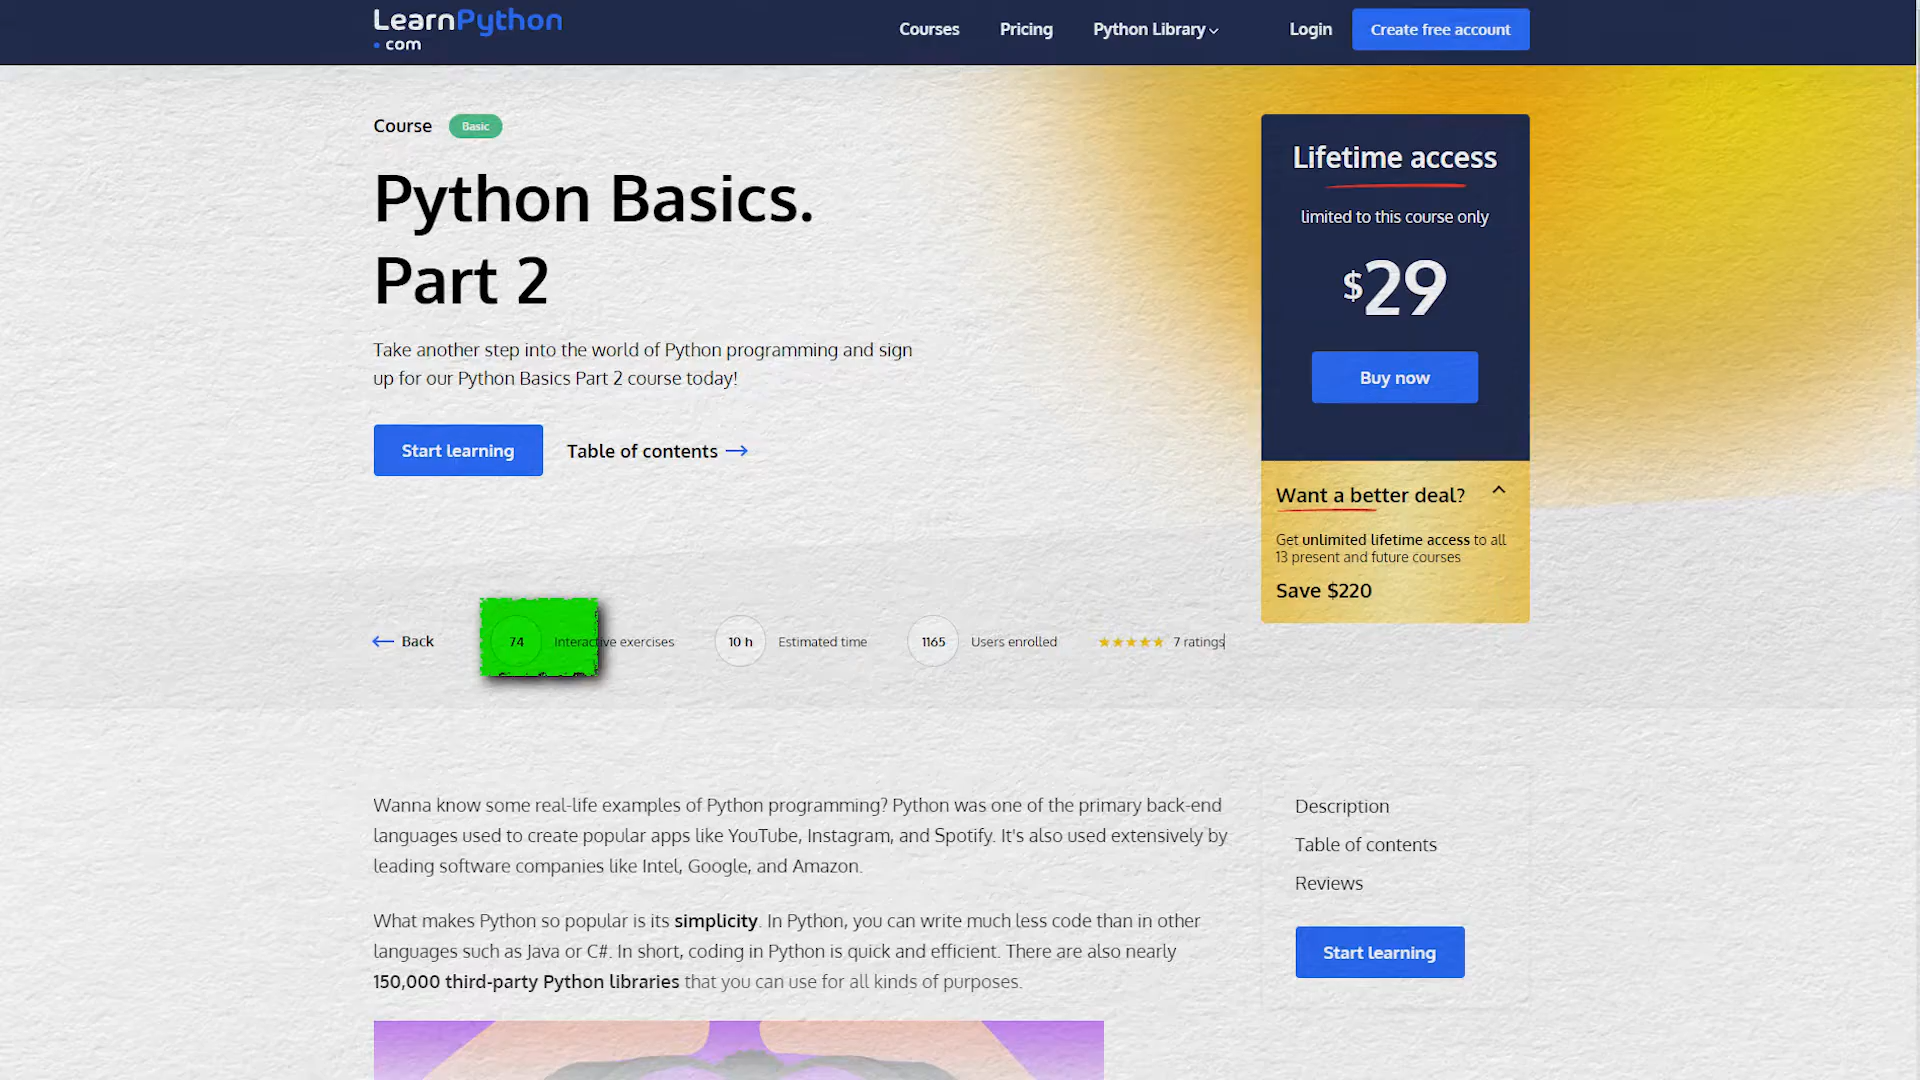 LearnPython
.com
Courses
Pricing
Python Library
Login
Create free account
Course
Basic
Python Basics.
Part 2
Take another step into the world of Python programming and sign
up for our Python Basics Part 2 course today!
Start learning
Table of contents
Lifetime access
limited to this course only
$29
Buy now
Want a better deal?
Get unlimited lifetime access to all
13 present and future courses
Save $220
Back
74
Interactive exercises
10 h
Estimated time
1165
Users enrolled
7 ratings
Wanna know some real-life examples of Python programming? Python was one of the primary back-end
languages used to create popular apps like YouTube, Instagram, and Spotify. It's also used extensively by
leading software companies like Intel, Google, and Amazon.
What makes Python so popular is its simplicity. In Python, you can write much less code than in other
languages such as Java or C#. In short, coding in Python is quick and efficient. There are also nearly
150,000 third-party Python libraries that you can use for all kinds of purposes.
Description
Table of contents
Reviews
Start learning